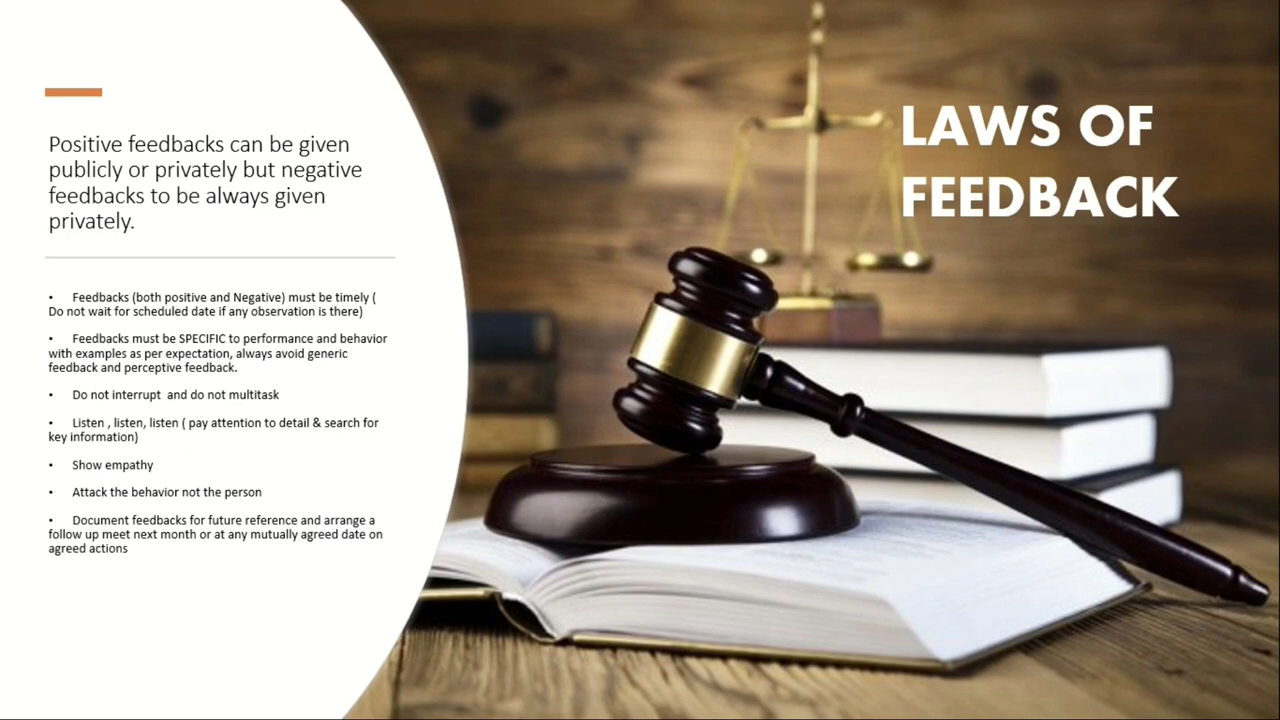 LAWS OF
FEEDBACK
Positive feedbacks can be given
publicly or privately but negative
feedbacks to be always given
privately.
• Feedbacks (both positive and Negative) must be timely (
Do not wait for scheduled date if any observation is there)
• Feedbacks must be SPECIFIC to performance and behavior
with examples as per expectation, always avoid generic
feedback and perceptive feedback.
• Do not interrupt  and do not multitask
• Listen , listen, listen ( pay attention to detail & search for
key information)
• Show empathy
• Attack the behavior not the person
• Document feedbacks for future reference and arrange a
follow up meet next month or at any mutually agreed date on
agreed actions